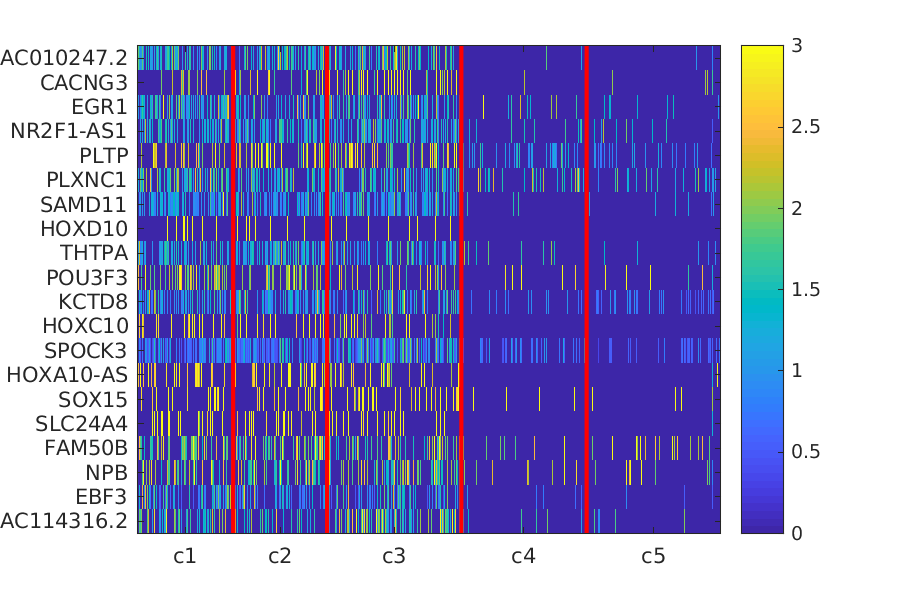 AC010247.2
CACNG3
EGR1
NR2F1-AS1
PLTP
PLXNC1
SAMD11
HOXD10
THTPA
POU3F3
KCTD8
HOXC10
SPOCK3
HOXA10-AS
SOX15
SLC24A4
FAM50B
NPB
EBF3
AC114316.2
c1 c2 c3 c4 c5
3
2.5
2
1.5
1
0.5
0